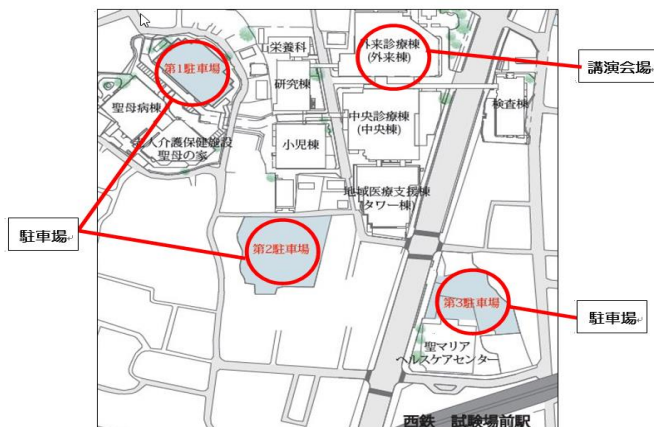 栄養科
外来診療棟
(外来棟)
第1駐車場
講演会場
研究棟
聖母病棟
中央診療棟
(中央棟)
検査棟
老人介護保健施設
聖母の家
小児棟
地域医療支援棟
(タワー棟)
駐車場
第2駐車場
第3駐車場
駐車場
聖マリア
ヘルスケアセンター
西鉄 試験場前駅